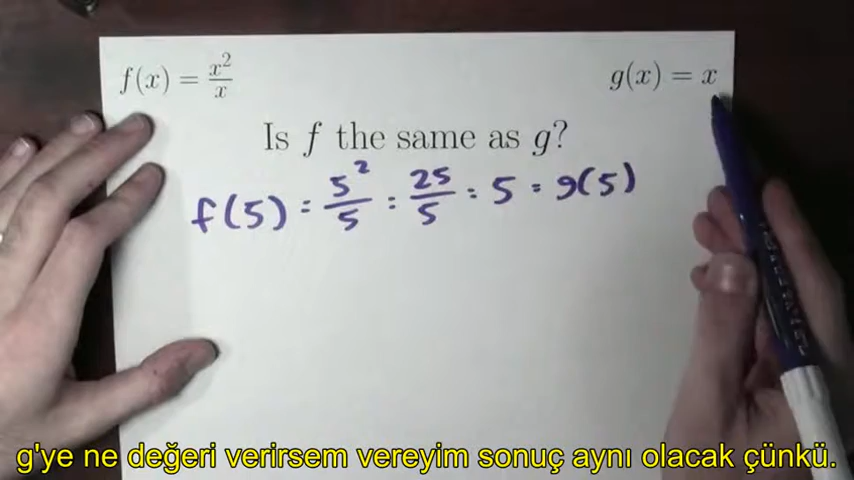 f(x) = x²/x
g(x) = x
Is f the same as g?
f(5) = 5²/5 = 25/5 = 5 = g(5)
g'ye ne değeri verirsem vereyim sonuç aynı olacak çünkü.